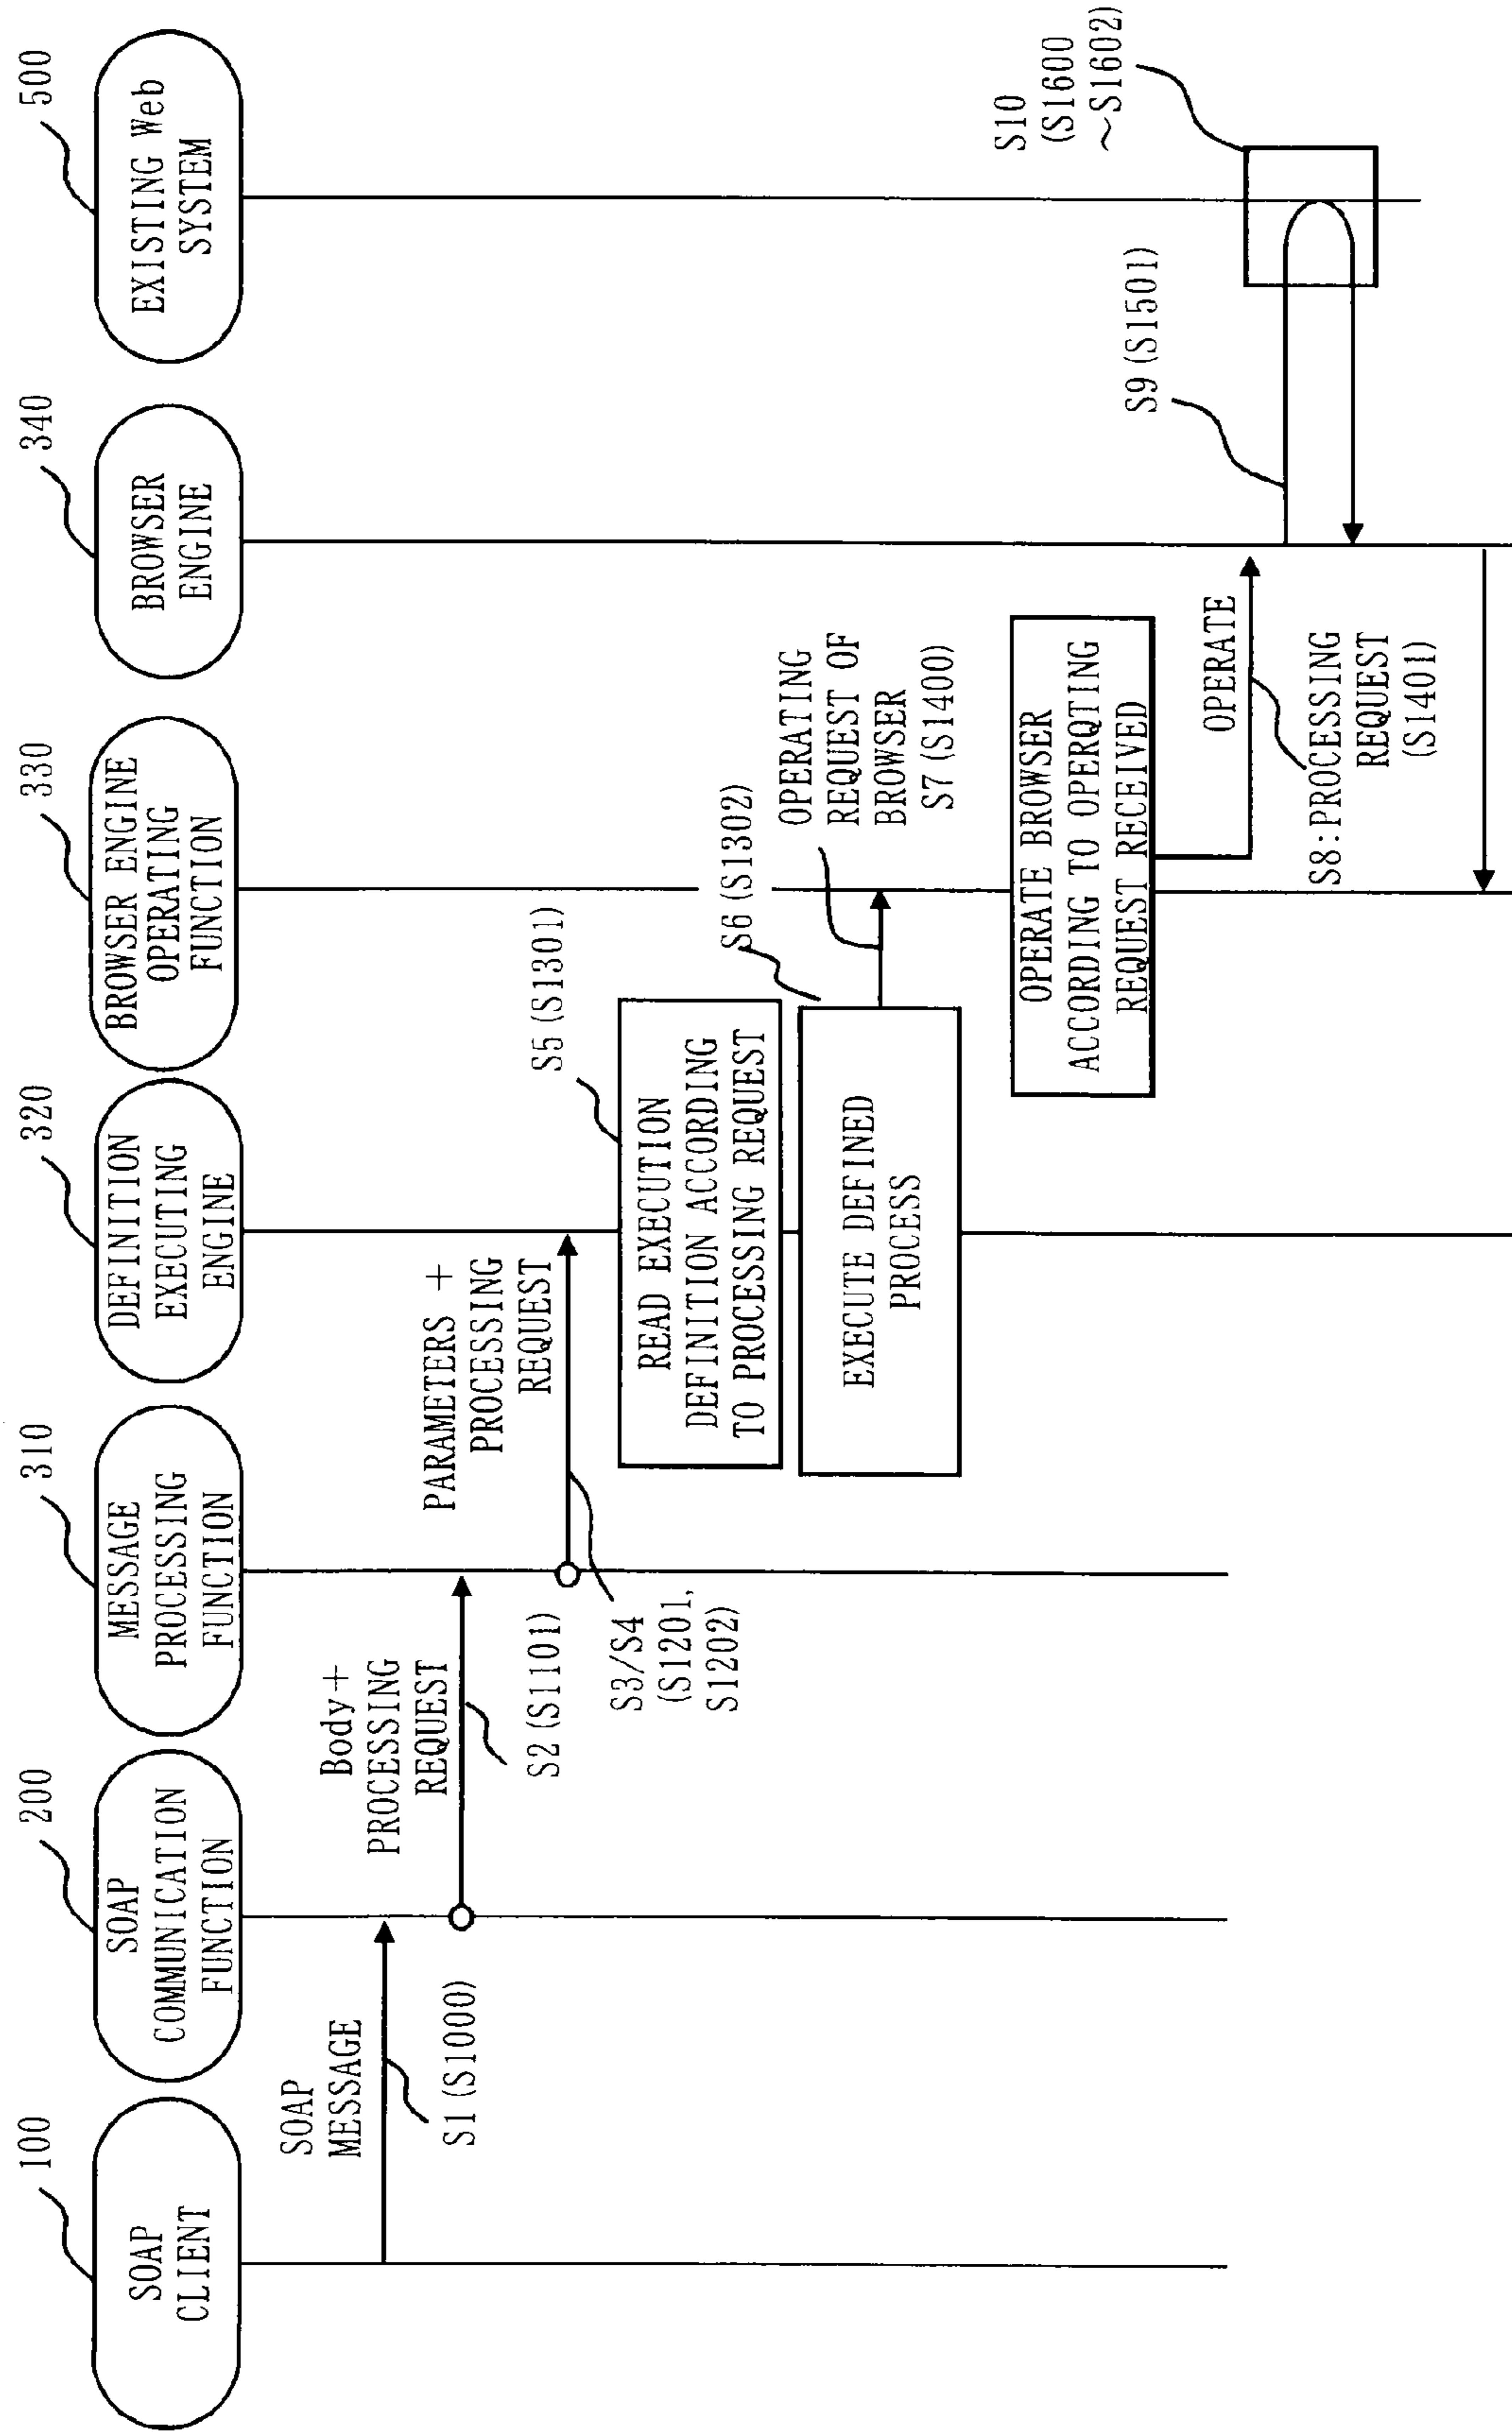 100
SOAP
CLIENT
200
SOAP
COMMUNICATION
FUNCTION
310
MESSAGE
PROCESSING
FUNCTION
320
DEFINITION
EXECUTING
ENGINE
330
BROWSER ENGINE
OPERATING
FUNCTION
340
BROWSER
ENGINE
500
EXISTING Web
SYSTEM
SOAP
MESSAGE
S1 (S1000)
Body+
PROCESSING
REQUEST
S2 (S1101)
PARAMETERS +
PROCESSING
REQUEST
S3/S4
(S1201,
S1202)
S5 (S1301)
READ EXECUTION
DEFINITION ACCORDING
TO PROCESSING REQUEST
S6 (S1302)
EXECUTE DEFINED
PROCESS
OPERATING
REQUEST OF
BROWSER
S7 (S1400)
OPERATE BROWSER
ACCORDING TO OPERQTING
REQUEST RECEIVED
OPERATE
S8:PROCESSING
REQUEST
(S1401)
S9 (S1501)
S10
(S1600
~S1602)